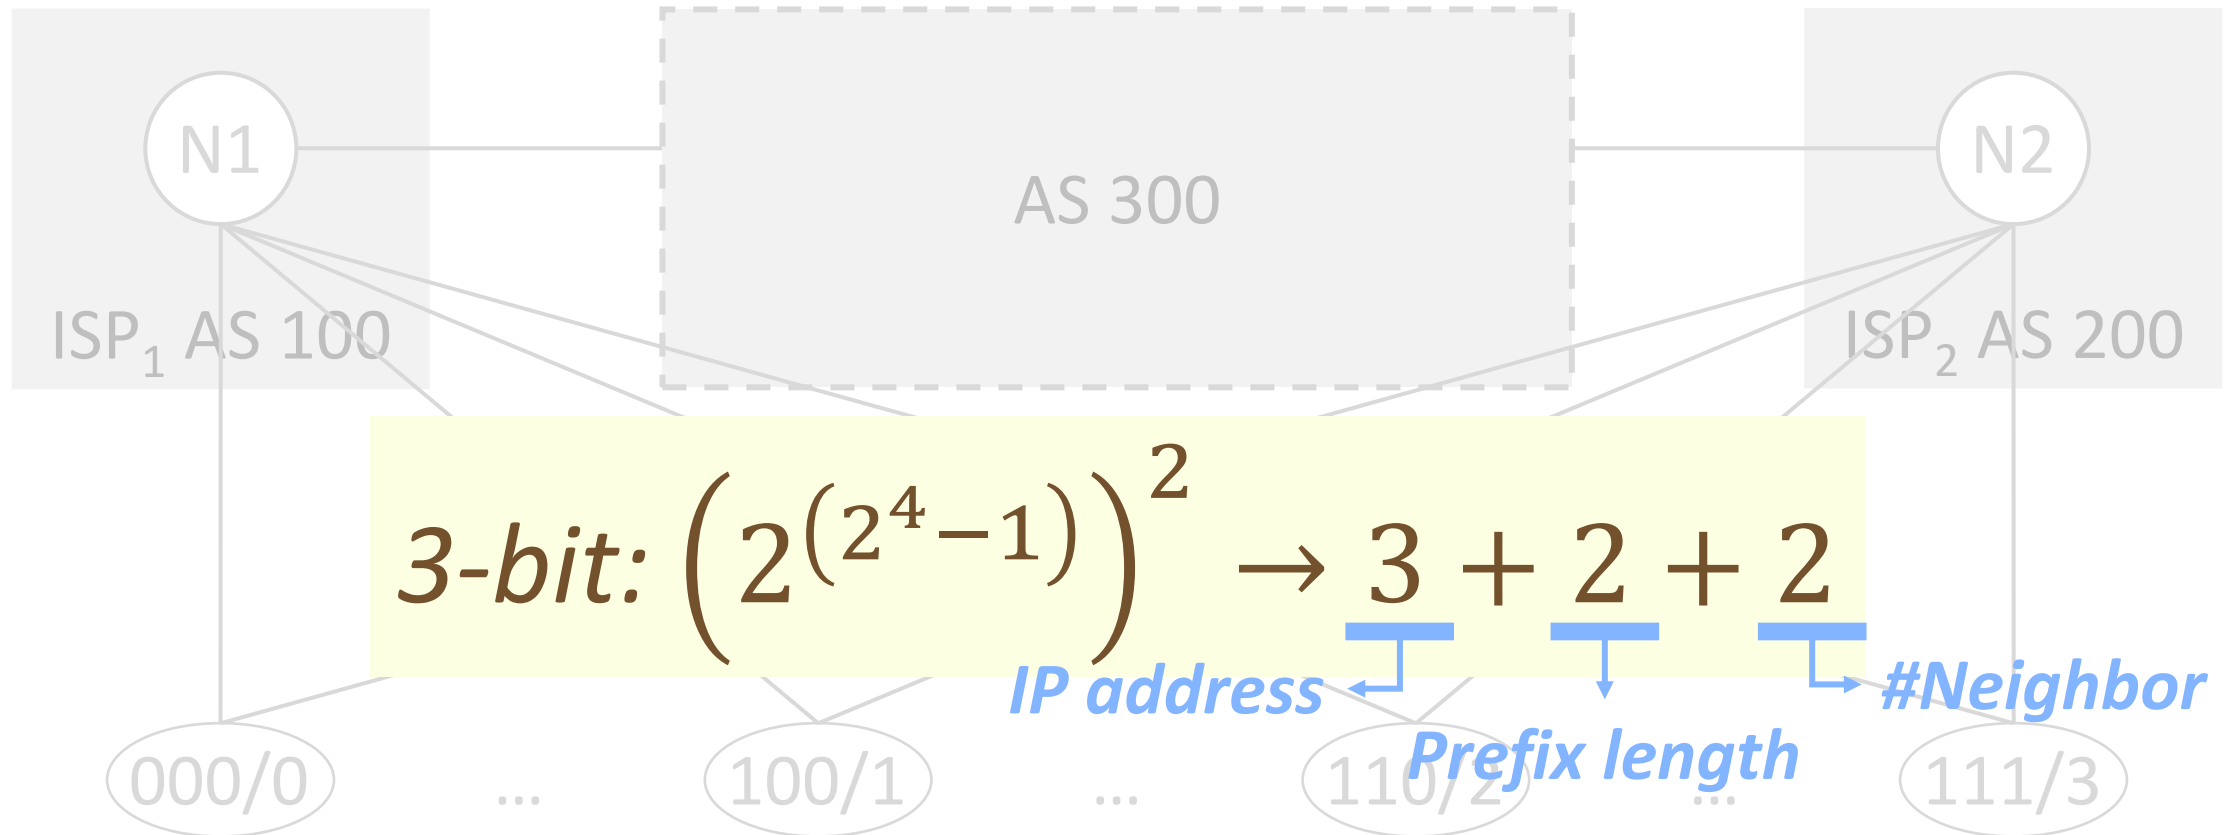 N1
N2
AS 300
ISP₁ AS 100
ISP₂ AS 200
3-bit: (2^(2^4−1))^2 → 3 + 2 + 2
IP address
#Neighbor
Prefix length
000/0 ... 100/1 ... 110/2 ... 111/3